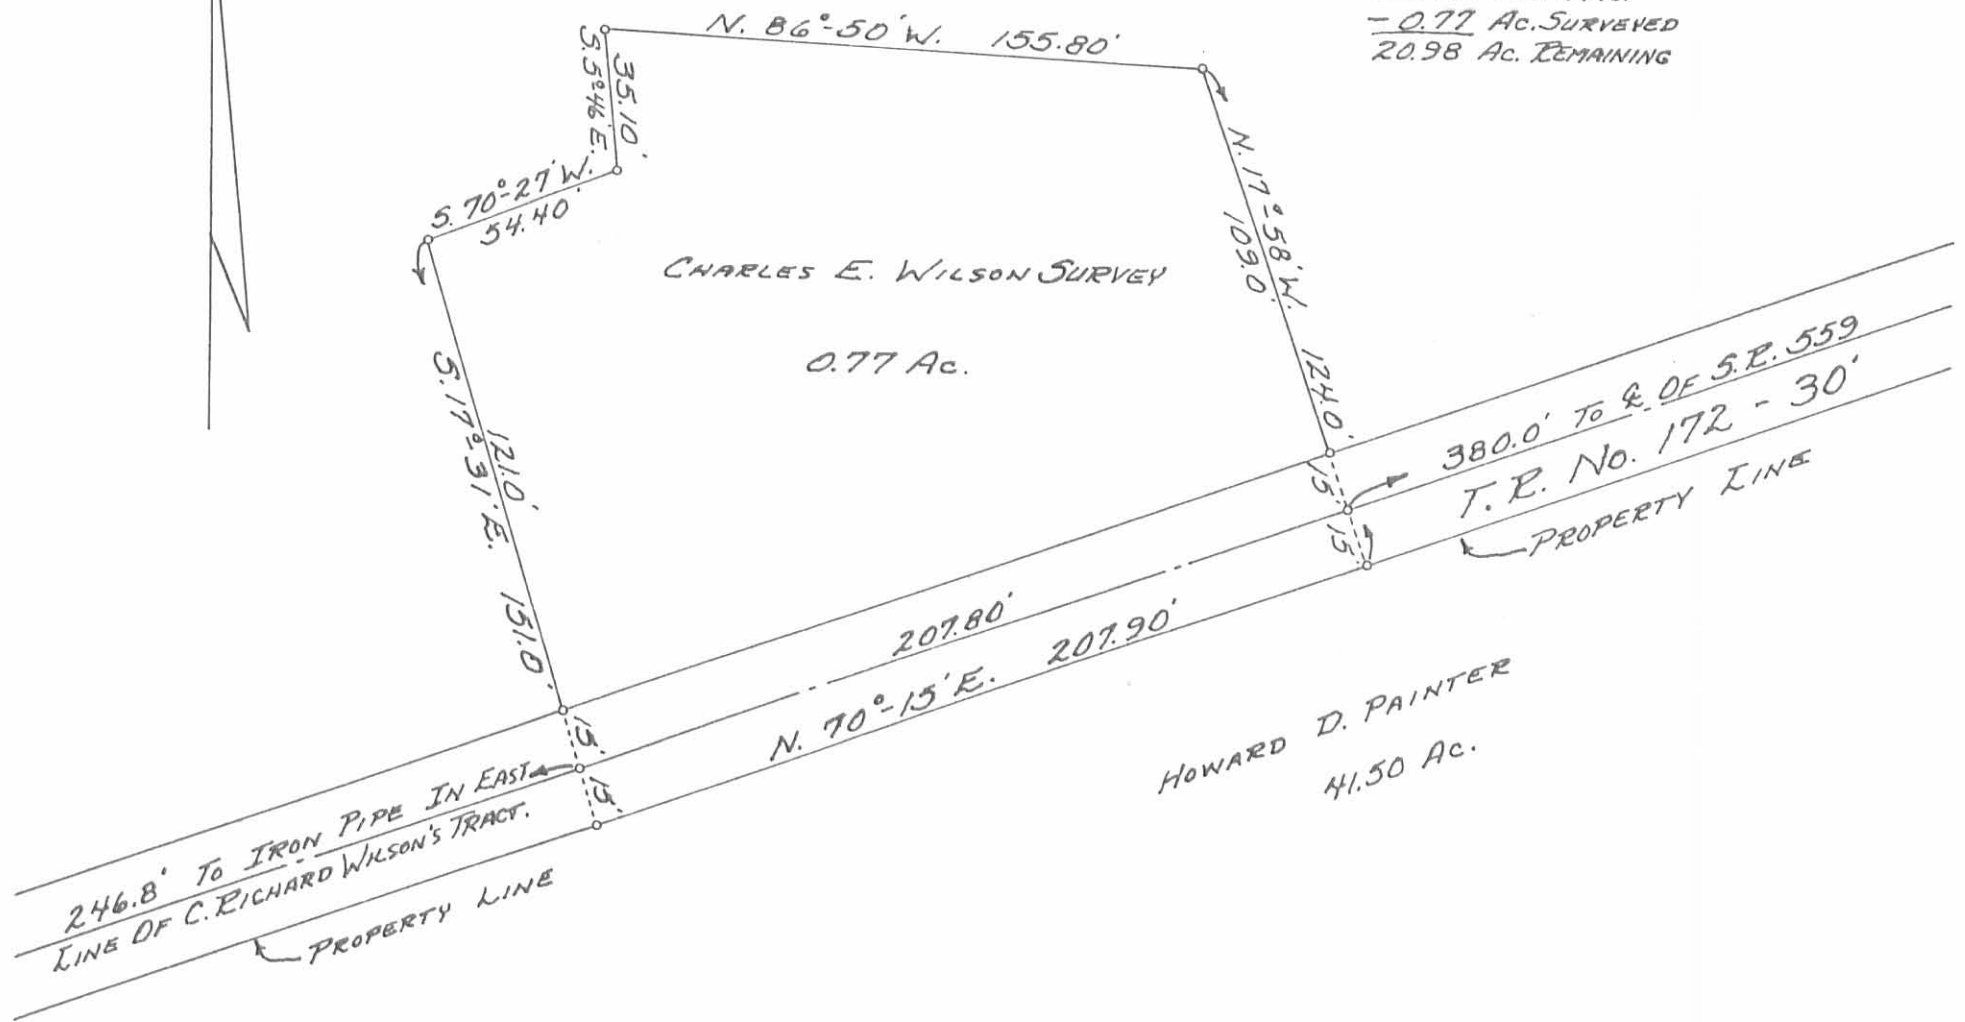 - 0.77 Ac. SURVEYED
20.98 Ac. REMAINING
N. 86°-50' W. 155.80'
S. 5°46' E.
35.10'
S. 70°-27' W.
54.40'
N. 17°-58' W.
109.0'
124.0'
CHARLES E. WILSON SURVEY
0.77 Ac.
S. 17°-31' E.
121.0'
151.0'
380.0' TO ℄ OF S.R. 559
T.R. No. 172 - 30'
PROPERTY LINE
15'
15'
207.80'
N. 70°-15' E. 207.90'
15'
15'
HOWARD D. PAINTER
41.50 Ac.
246.8' TO IRON PIPE IN EAST
LINE OF C. RICHARD WILSON'S TRACT.
PROPERTY LINE